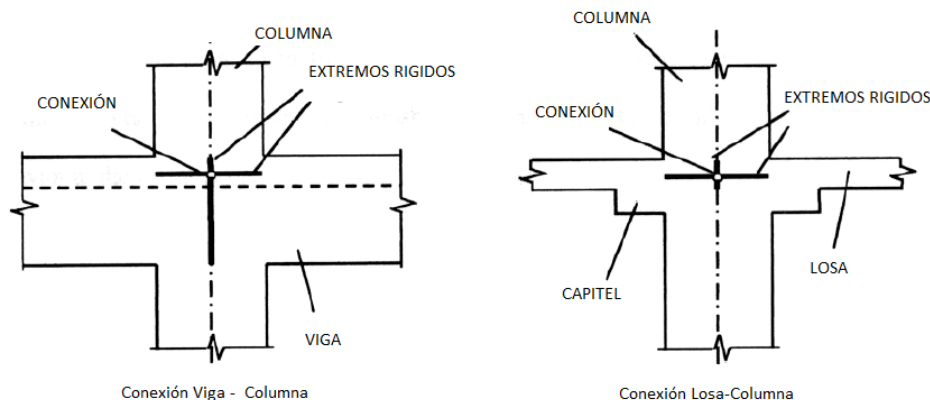 COLUMNA
EXTREMOS RIGIDOS
CONEXIÓN
VIGA
Conexión Viga - Columna
COLUMNA
EXTREMOS RIGIDOS
CONEXIÓN
LOSA
CAPITEL
Conexión Losa-Columna